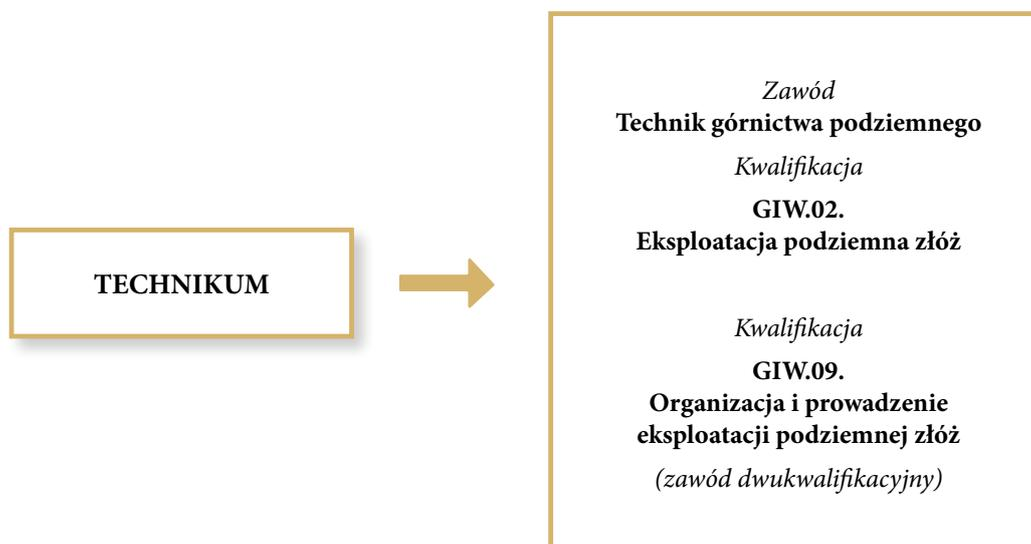 TECHNIKUM
Zawód
Technik górnictwa podziemnego
Kwalifikacja
GIW.02.
Eksploatacja podziemna złóż
Kwalifikacja
GIW.09.
Organizacja i prowadzenie
eksploatacji podziemnej złóż
(zawód dwukwalifikacyjny)